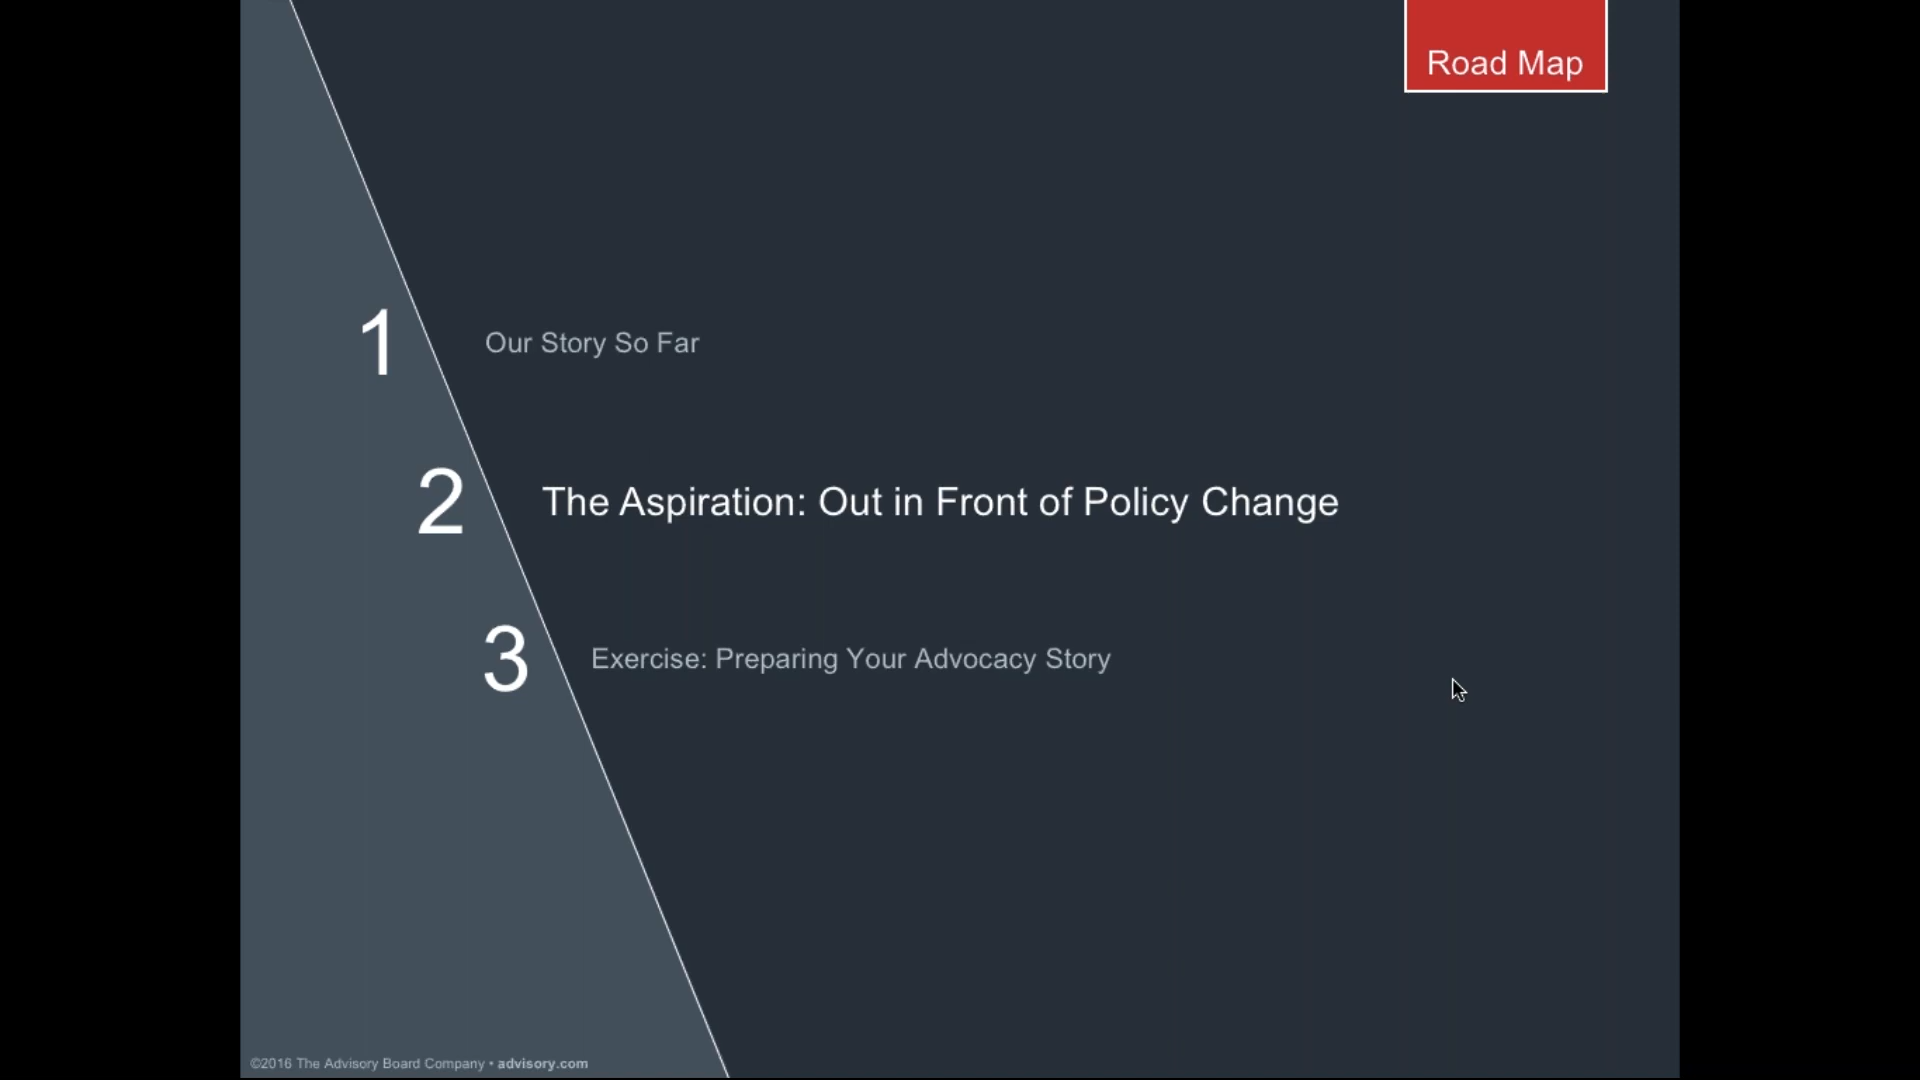 Road Map
1 Our Story So Far
2 The Aspiration: Out in Front of Policy Change
3 Exercise: Preparing Your Advocacy Story
©2016 The Advisory Board Company • advisory.com